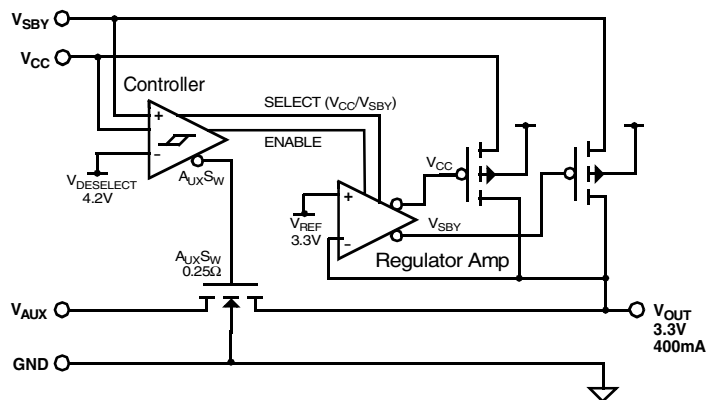 VSBY
VCC
Controller
SELECT (VCC/VSBY)
+
ENABLE
-
VDESELECT
4.2V
AUXSW
VCC
+
VREF
3.3V
VSBY
-
Regulator Amp
AUXSW
0.25Ω
VAUX
VOUT
3.3V
400mA
GND